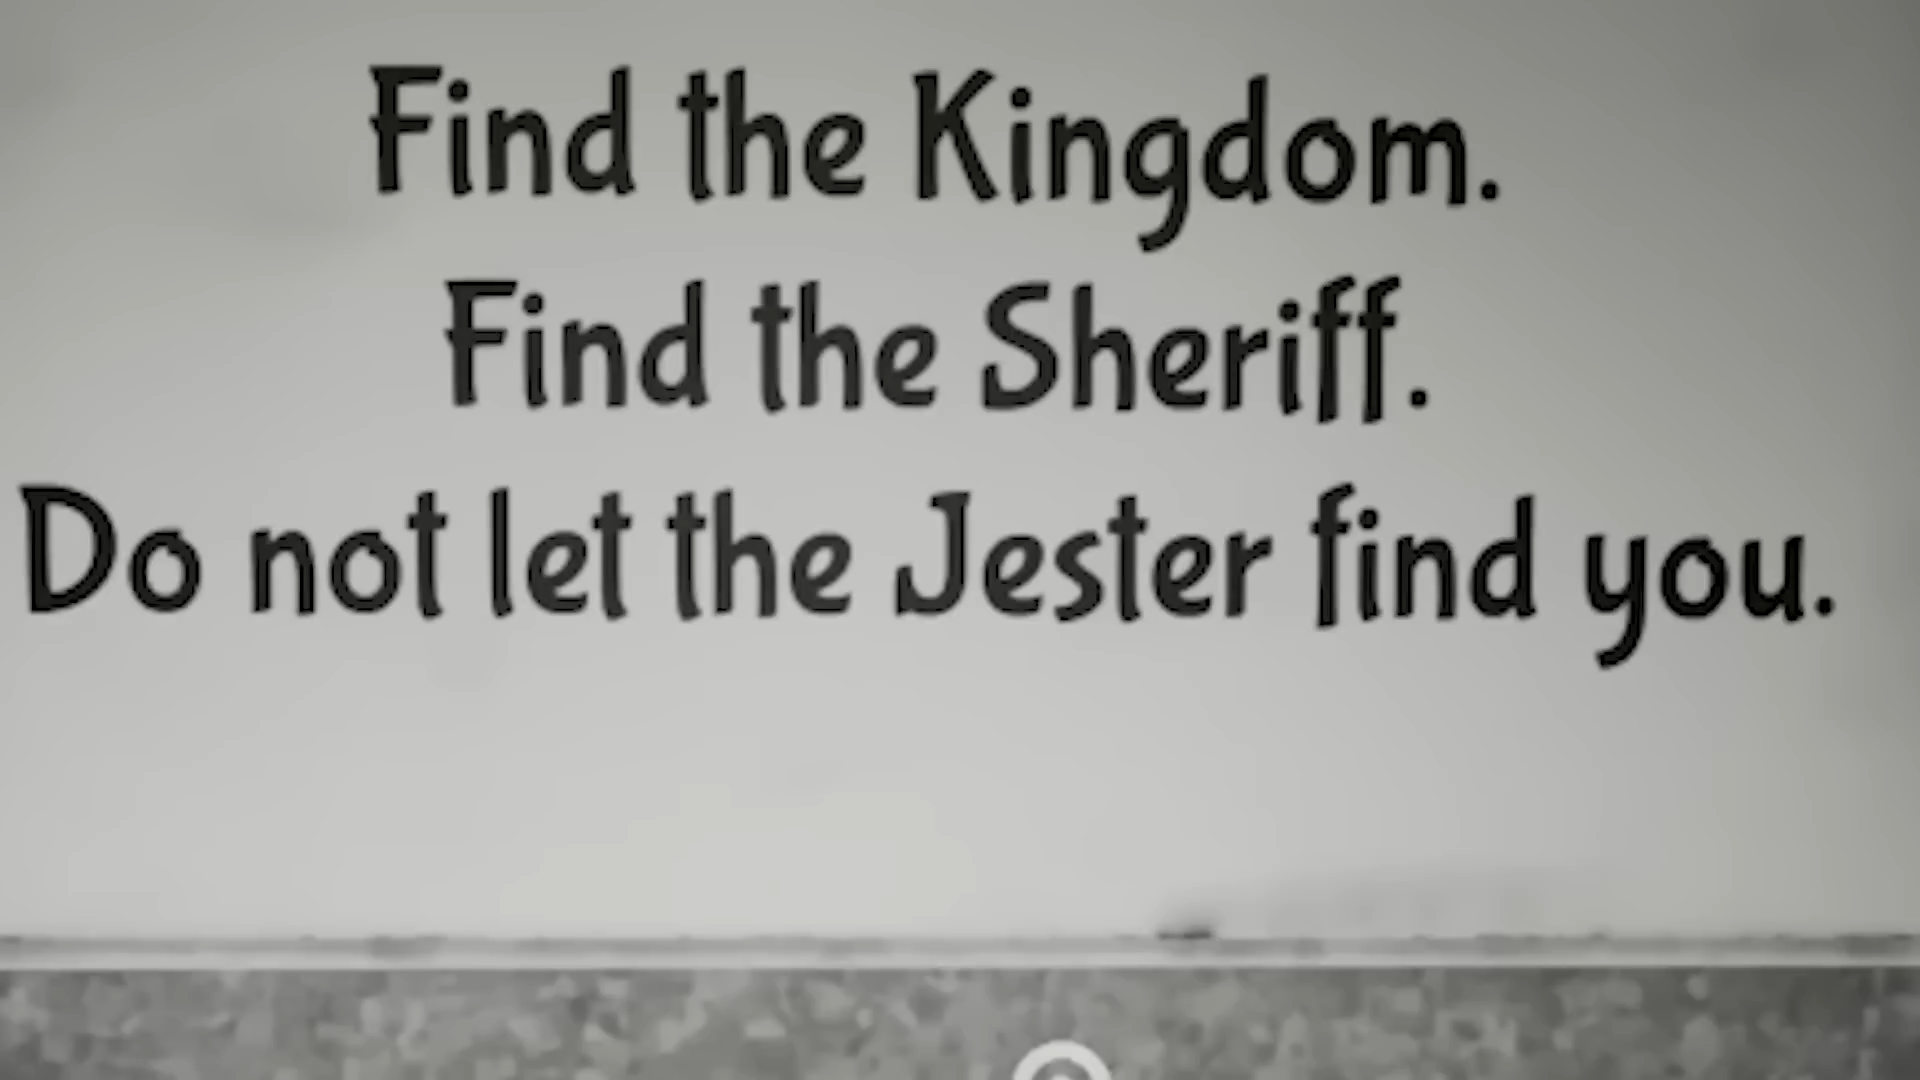 Find the Kingdom.
Find the Sheriff.
Do not let the Jester find you.